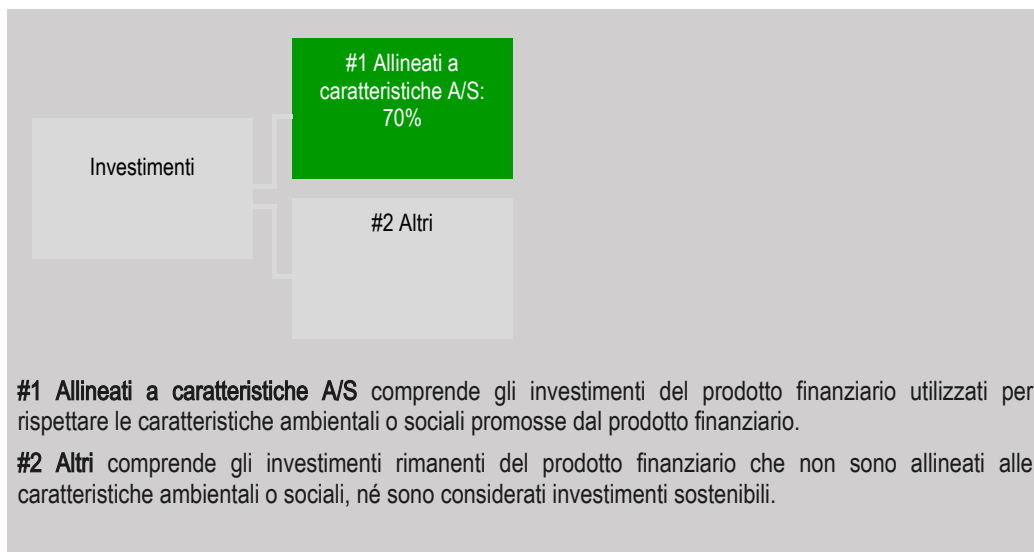 #1 Allineati a
caratteristiche A/S:
70%
Investimenti
#2 Altri
#1 Allineati a caratteristiche A/S comprende gli investimenti del prodotto finanziario utilizzati per
rispettare le caratteristiche ambientali o sociali promosse dal prodotto finanziario.
#2 Altri comprende gli investimenti rimanenti del prodotto finanziario che non sono allineati alle
caratteristiche ambientali o sociali, né sono considerati investimenti sostenibili.